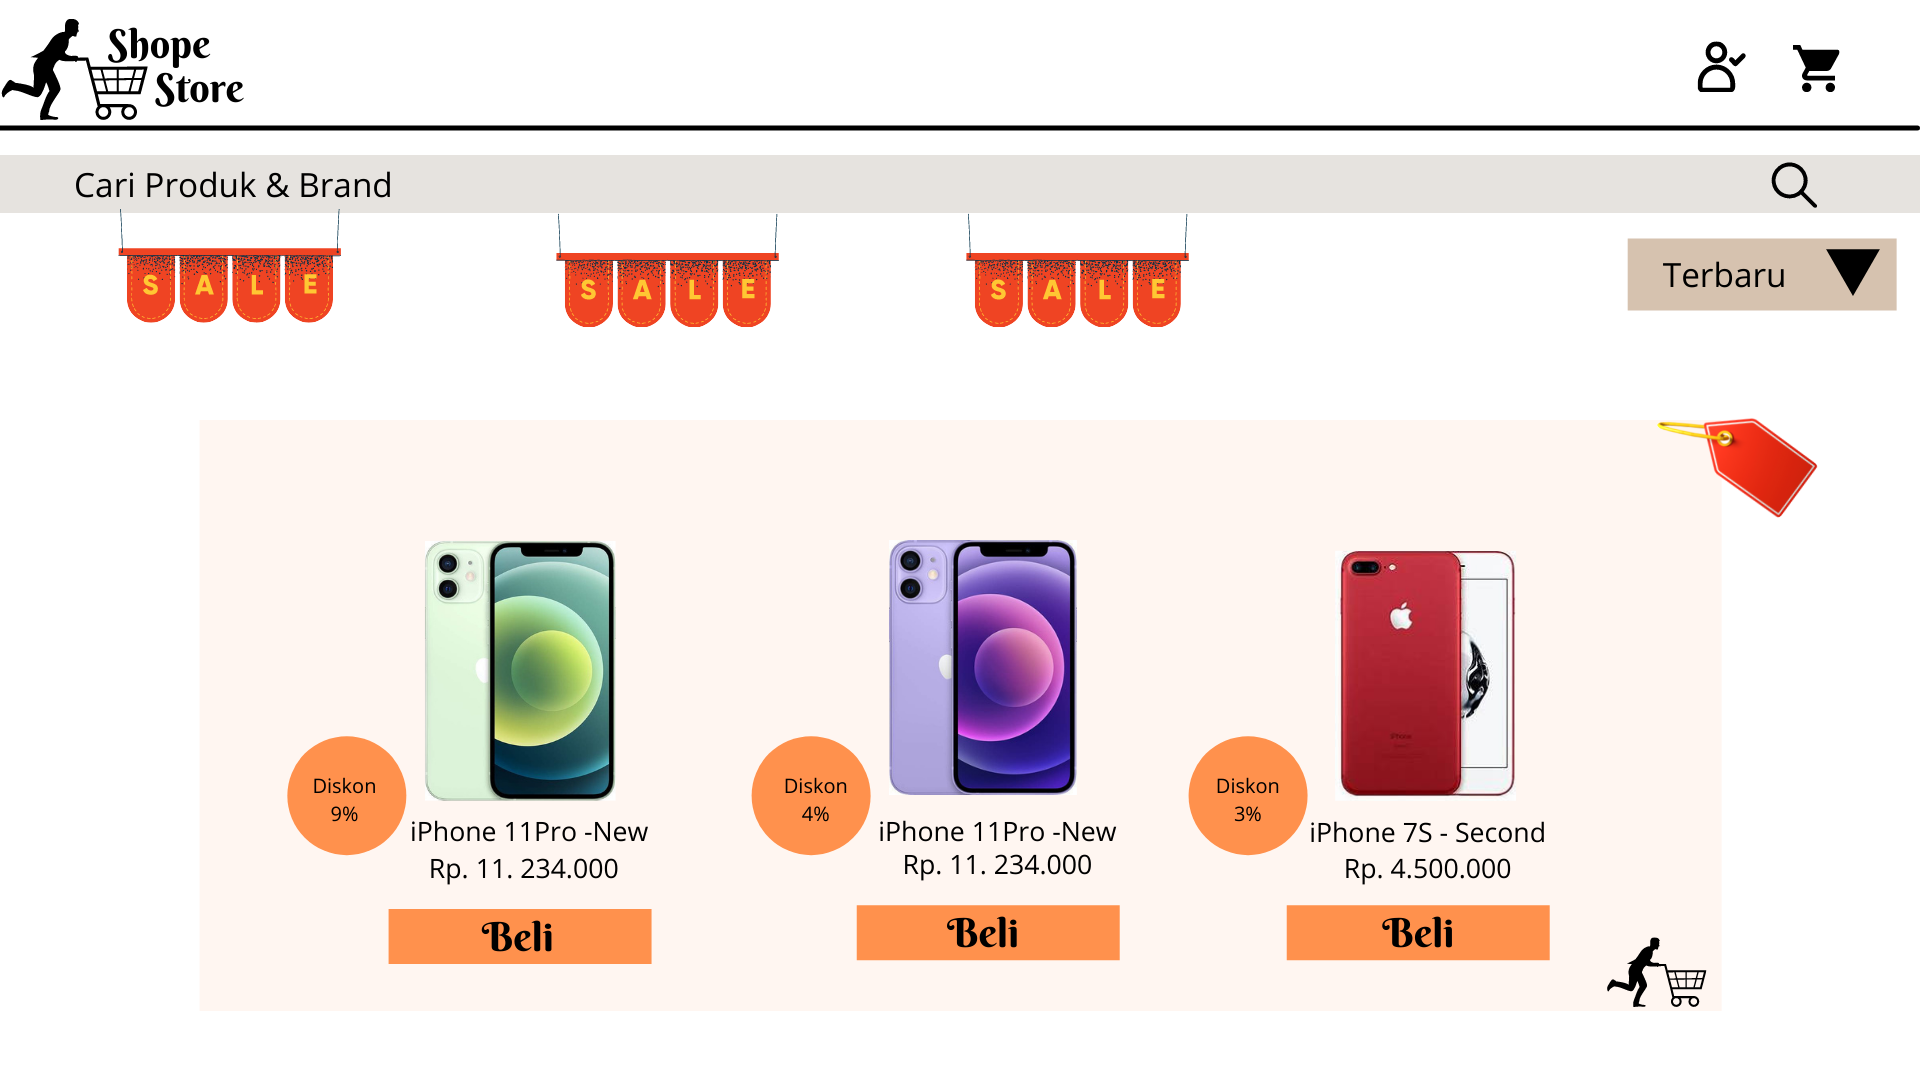 Shope
Store
Cari Produk & Brand
S A L E
S A L E
S A L E
Terbaru
Diskon
9%
iPhone 11Pro -New
Rp. 11. 234.000
Beli
Diskon
4%
iPhone 11Pro -New
Rp. 11. 234.000
Beli
Diskon
3%
iPhone 7S - Second
Rp. 4.500.000
Beli